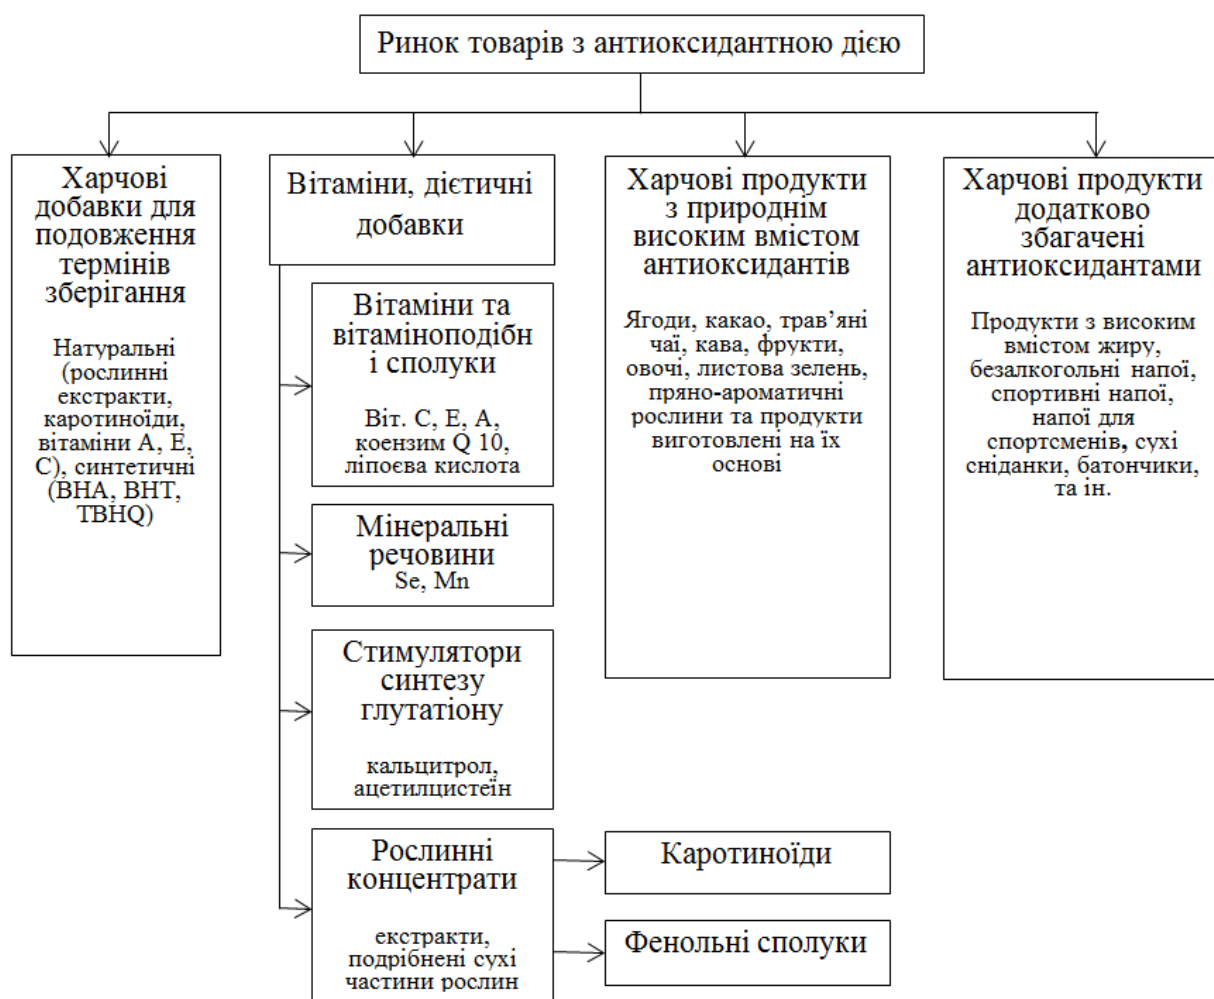 Ринок товарів з антиоксидантною дією
Харчові
добавки для
подовження
термінів
зберігання
Натуральні
(рослинні
екстракти,
каротиноїди,
вітаміни А, Е,
С), синтетичні
(ВНА, ВНТ,
TBHQ)
Вітаміни, дієтичні
добавки
Вітаміни та
вітаміноподібн
і сполуки
Віт. С, Е, А,
коензим Q 10,
ліпоєва кислота
Мінеральні
речовини
Se, Mn
Стимулятори
синтезу
глутатіону
кальцитрол,
ацетилцистеїн
Рослинні
концентрати
екстракти,
подрібнені сухі
частини рослин
Каротиноїди
Фенольні сполуки
Харчові продукти
з природнім
високим вмістом
антиоксидантів
Ягоди, какао, трав’яні
чаї, кава, фрукти,
овочі, листова зелень,
пряно-ароматичні
рослини та продукти
виготовлені на їх
основі
Харчові продукти
додатково
збагачені
антиоксидантами
Продукти з високим
вмістом жиру,
безалкогольні напої,
спортивні напої,
напої для
спортсменів, сухі
сніданки, батончики,
та ін.